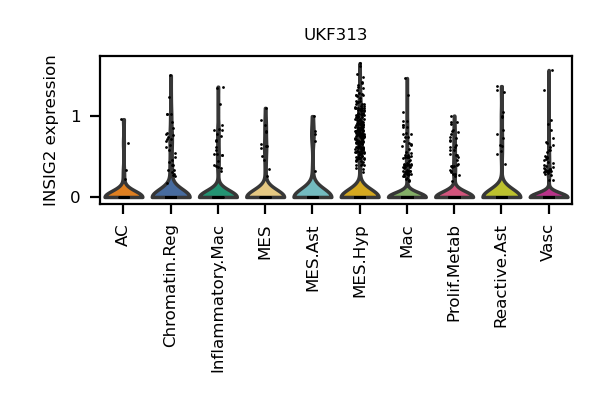 UKF313
INSIG2 expression
1
0
AC
Chromatin.Reg
Inflammatory.Mac
MES
MES.Ast
MES.Hyp
Mac
Prolif.Metab
Reactive.Ast
Vasc